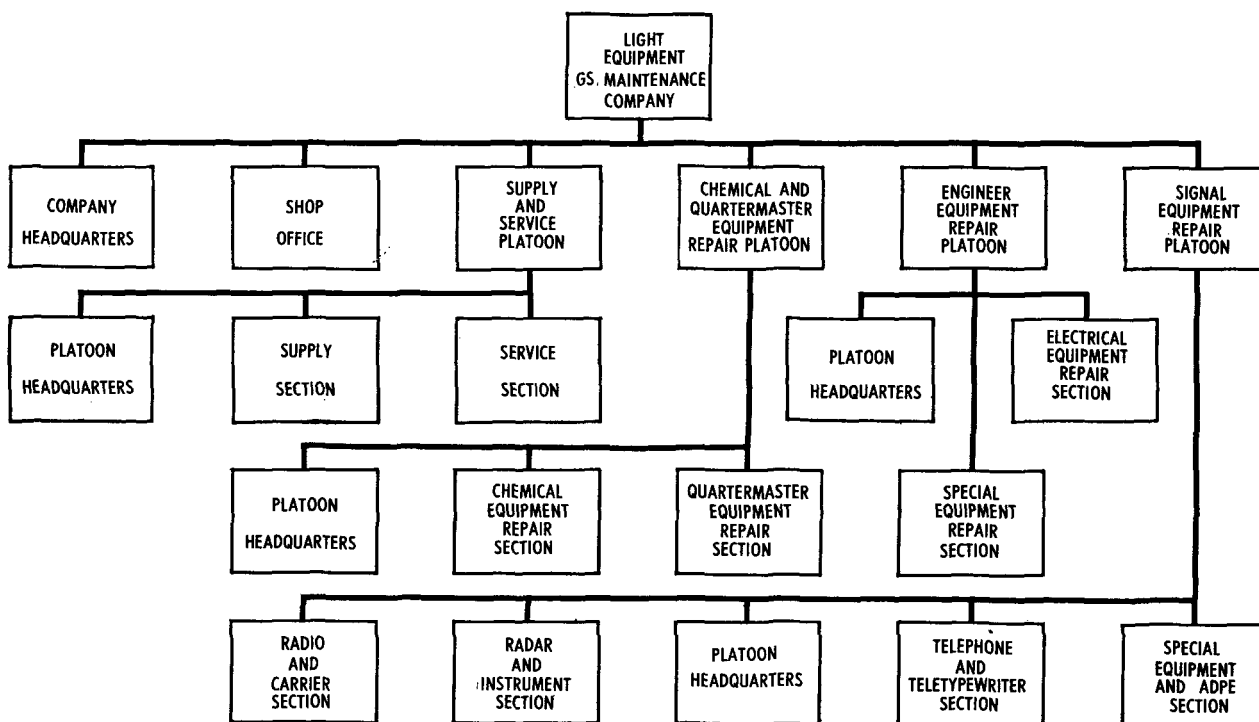 LIGHT
EQUIPMENT
GS. MAINTENANCE
COMPANY
COMPANY
HEADQUARTERS
SHOP
OFFICE
SUPPLY
AND
SERVICE
PLATOON
CHEMICAL AND
QUARTERMASTER
EQUIPMENT
REPAIR PLATOON
ENGINEER
EQUIPMENT
REPAIR
PLATOON
SIGNAL
EQUIPMENT
REPAIR
PLATOON
PLATOON
HEADQUARTERS
SUPPLY
SECTION
SERVICE
SECTION
PLATOON
HEADQUARTERS
ELECTRICAL
EQUIPMENT
REPAIR
SECTION
PLATOON
HEADQUARTERS
CHEMICAL
EQUIPMENT
REPAIR
SECTION
QUARTERMASTER
EQUIPMENT
REPAIR
SECTION
SPECIAL
EQUIPMENT
REPAIR
SECTION
RADIO
AND
CARRIER
SECTION
RADAR
AND
INSTRUMENT
SECTION
PLATOON
HEADQUARTERS
TELEPHONE
AND
TELETYPEWRITER
SECTION
SPECIAL
EQUIPMENT
AND ADPE
SECTION